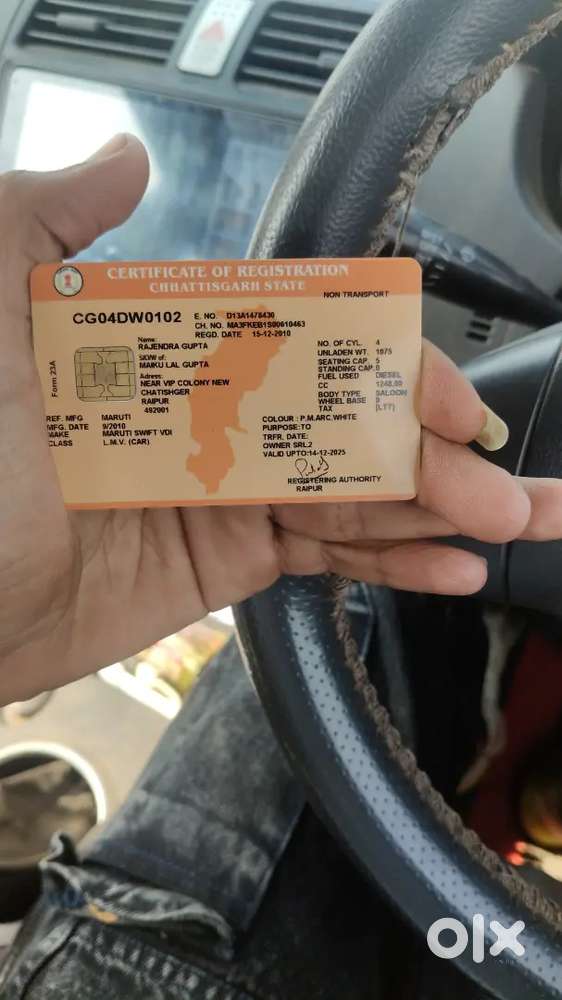 CERTIFICATE OF REGISTRATION
CHHATTISGARH STATE
NON TRANSPORT
CG04DW0102
E. NO. D13A1478430
CH. NO. MA3FKEB1S00610463
REGD. DATE 15-12-2010
Name:
RAJENDRA GUPTA
S/K/W of:
MAIKU LAL GUPTA
Adress:
NEAR VIP COLONY NEW
CHATISHGER
RAIPUR
492001
Form 23A
NO. OF CYL. 4
UNLADEN WT. 1075
SEATING CAP. 5
STANDING CAP. 0
FUEL USED DIESEL
CC 1248.00
BODY TYPE SALOON
WHEEL BASE 0
TAX [LTT]
REF. MFG MARUTI
MFG. DATE 9/2010
MAKE MARUTI SWIFT VDI
CLASS L.M.V. (CAR)
COLOUR : P.M.ARC.WHITE
PURPOSE:TO
TRFR. DATE:
OWNER SRL2
VALID UPTO:14-12-2025
REGISTERING AUTHORITY
RAIPUR
olx